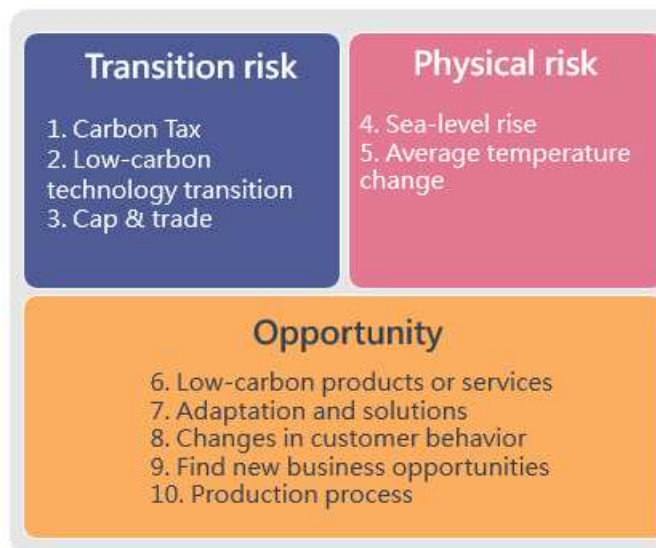 Transition risk
1. Carbon Tax
2. Low-carbon
technology transition
3. Cap & trade
Physical risk
4. Sea-level rise
5. Average temperature
change
Opportunity
6. Low-carbon products or services
7. Adaptation and solutions
8. Changes in customer behavior
9. Find new business opportunities
10. Production process